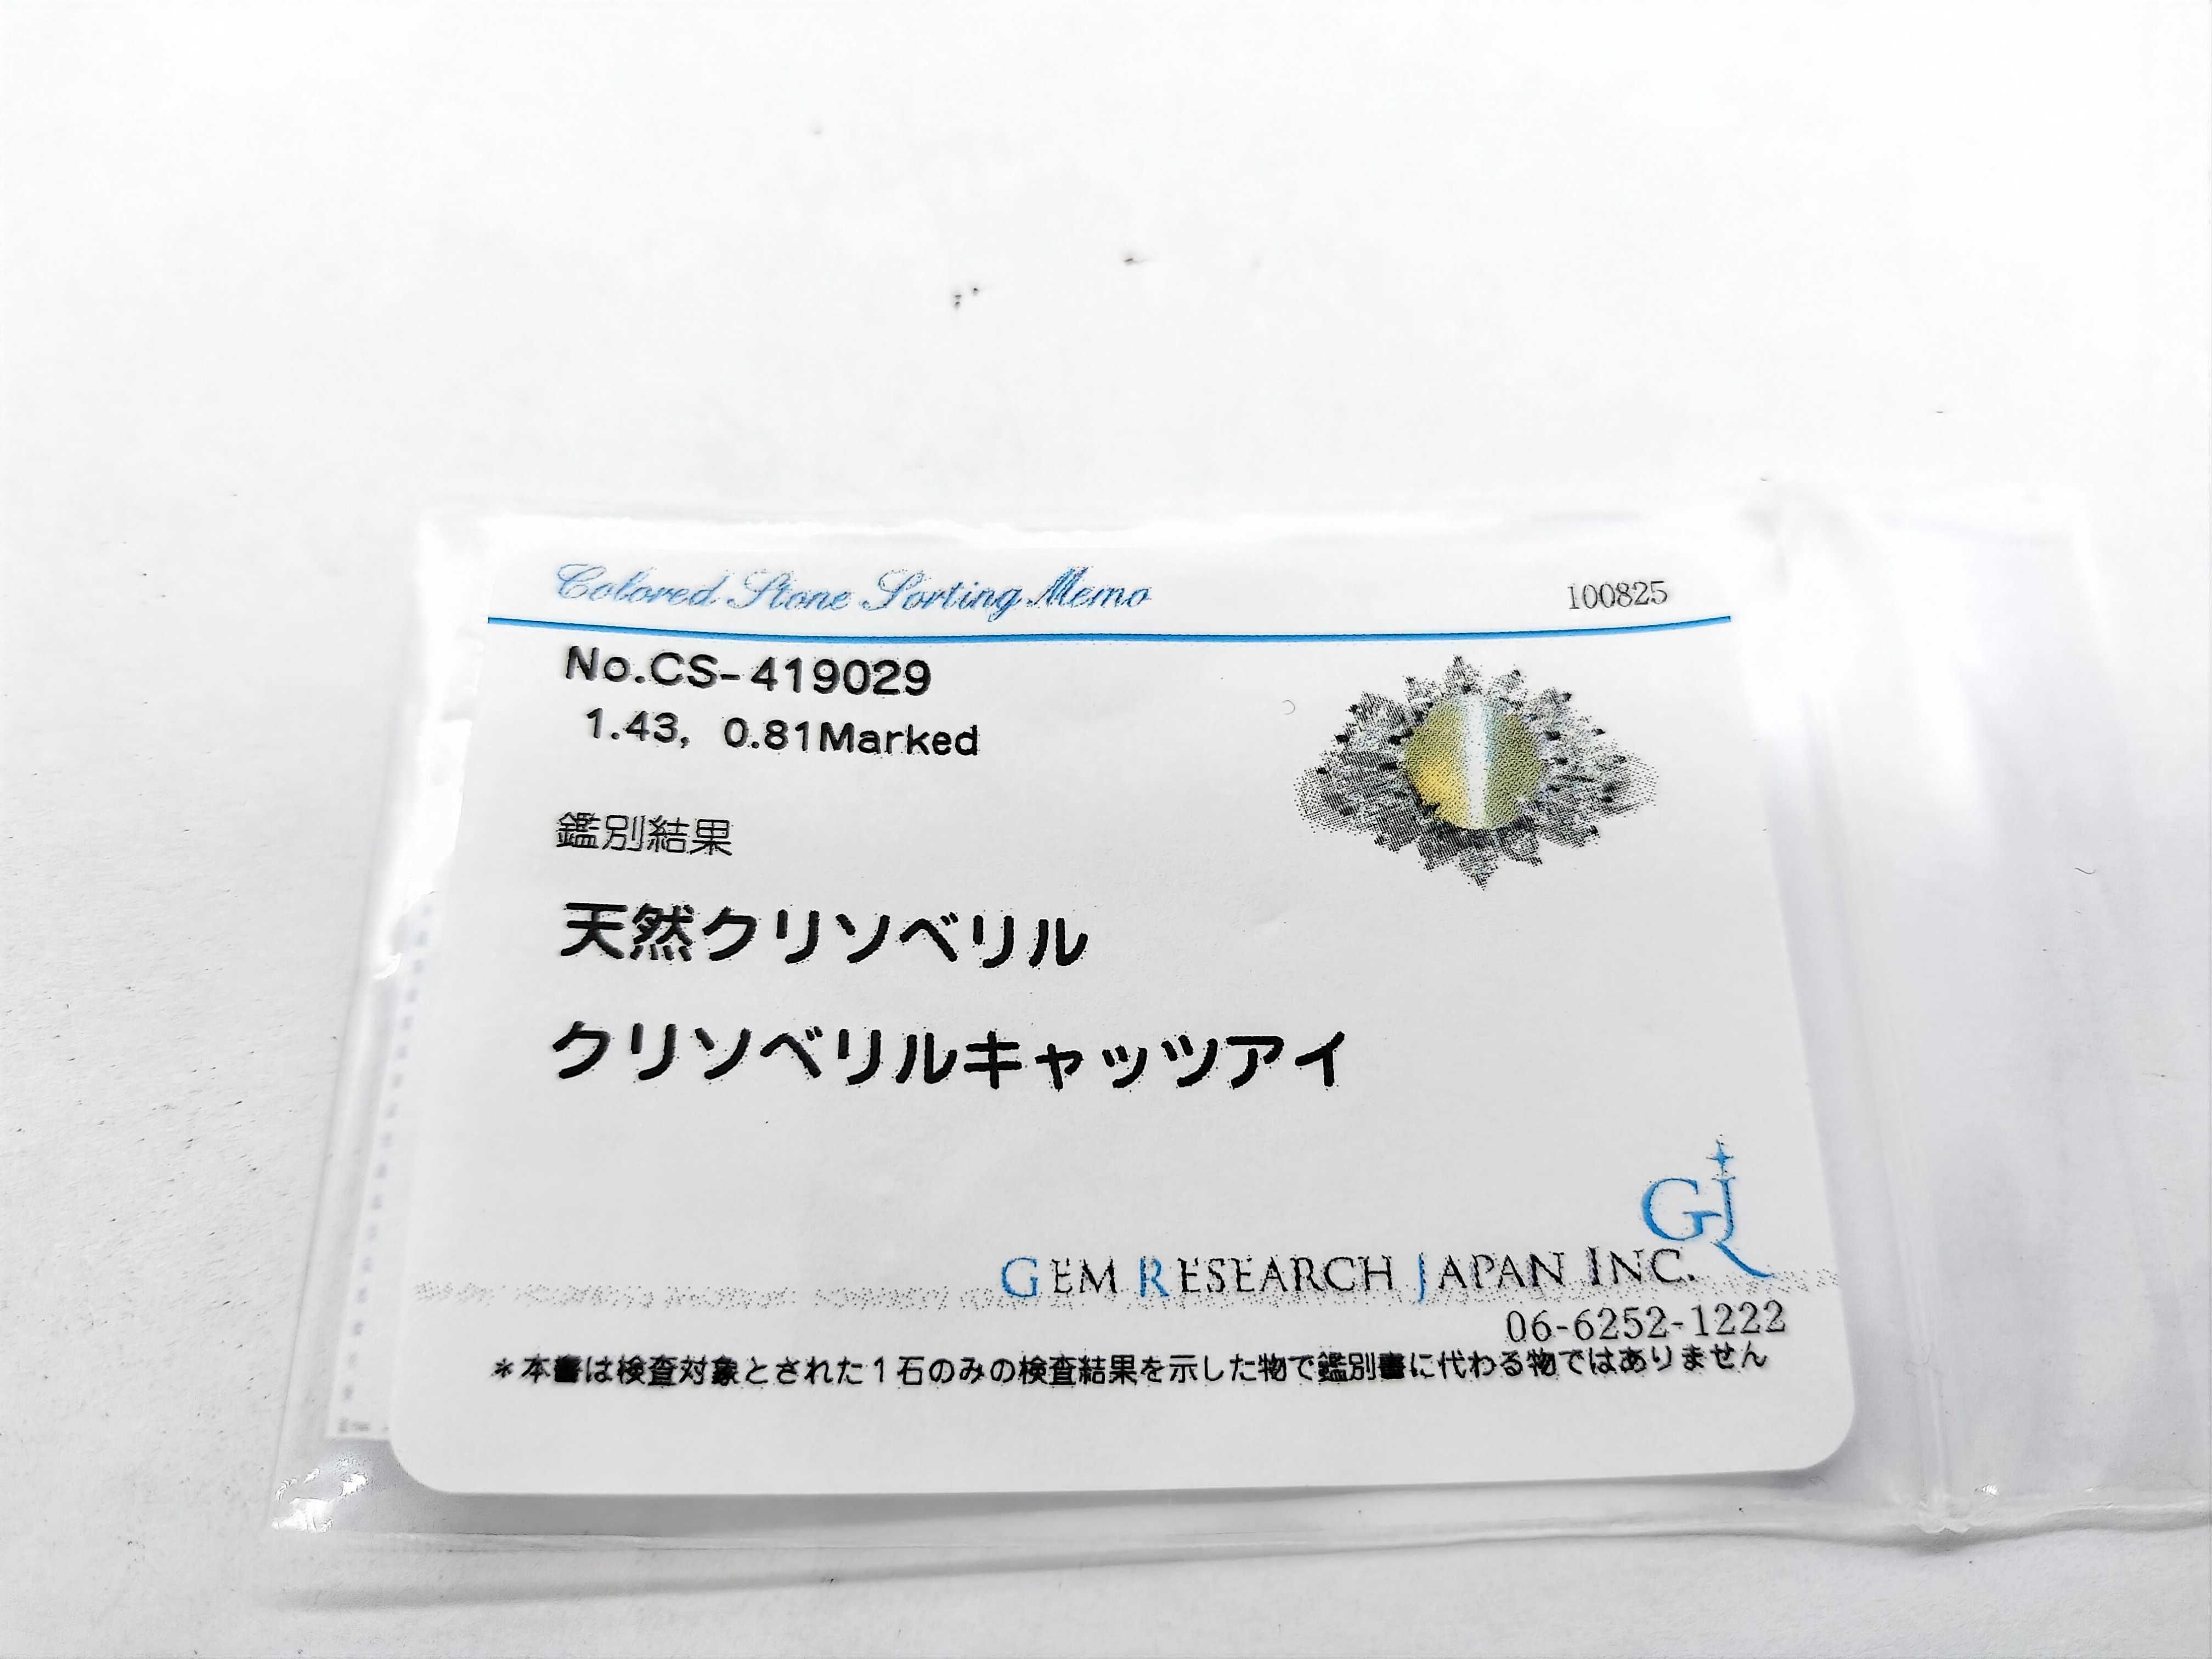 Colored Stone Sorting Memo 100825
No.CS-419029
1.43, 0.81Marked
鑑別結果
天然クリソベリル
クリソベリルキャッツアイ
GJ
GEM RESEARCH JAPAN INC.
06-6252-1222
*本書は検査対象とされた1石のみの検査結果を示した物で鑑別書に代わる物ではありません